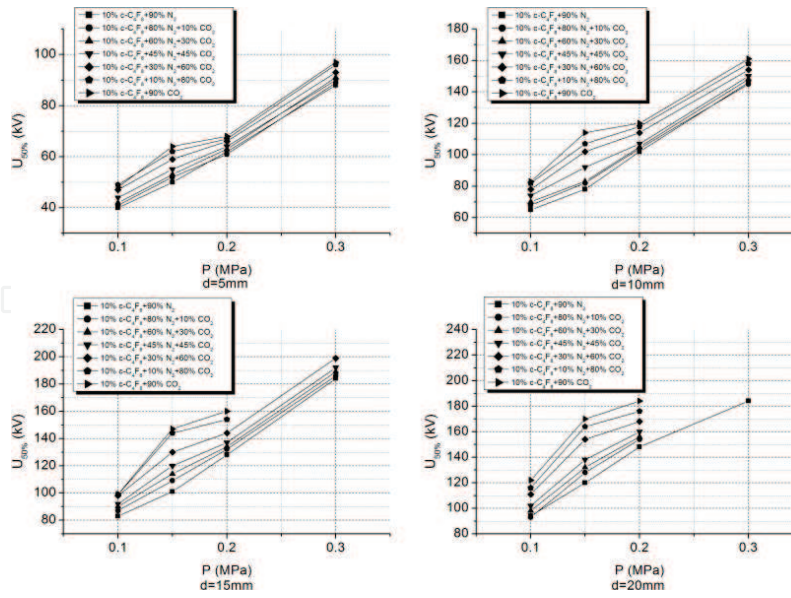 10% c-C₄F₈+90% N₂
10% c-C₄F₈+80% N₂+10% CO₂
10% c-C₄F₈+60% N₂+30% CO₂
10% c-C₄F₈+45% N₂+45% CO₂
10% c-C₄F₈+30% N₂+60% CO₂
10% c-C₄F₈+10% N₂+80% CO₂
10% c-C₄F₈+90% CO₂
100
80
60
40
U50% (kV)
0.1 0.2 0.3
P (MPa)
d=5mm
10% c-C₄F₈+90% N₂
10% c-C₄F₈+80% N₂+10% CO₂
10% c-C₄F₈+60% N₂+30% CO₂
10% c-C₄F₈+45% N₂+45% CO₂
10% c-C₄F₈+30% N₂+60% CO₂
10% c-C₄F₈+10% N₂+80% CO₂
10% c-C₄F₈+90% CO₂
180
160
140
120
100
80
60
U50% (kV)
0.1 0.2 0.3
P (MPa)
d=10mm
10% c-C₄F₈+90% N₂
10% c-C₄F₈+80% N₂+10% CO₂
10% c-C₄F₈+60% N₂+30% CO₂
10% c-C₄F₈+45% N₂+45% CO₂
10% c-C₄F₈+30% N₂+60% CO₂
10% c-C₄F₈+10% N₂+80% CO₂
10% c-C₄F₈+90% CO₂
220
200
180
160
140
120
100
80
U50% (kV)
0.1 0.2 0.3
P (MPa)
d=15mm
10% c-C₄F₈+90% N₂
10% c-C₄F₈+80% N₂+10% CO₂
10% c-C₄F₈+60% N₂+30% CO₂
10% c-C₄F₈+45% N₂+45% CO₂
10% c-C₄F₈+30% N₂+60% CO₂
10% c-C₄F₈+10% N₂+80% CO₂
10% c-C₄F₈+90% CO₂
240
220
200
180
160
140
120
100
80
U50% (kV)
0.1 0.2 0.3
P (MPa)
d=20mm